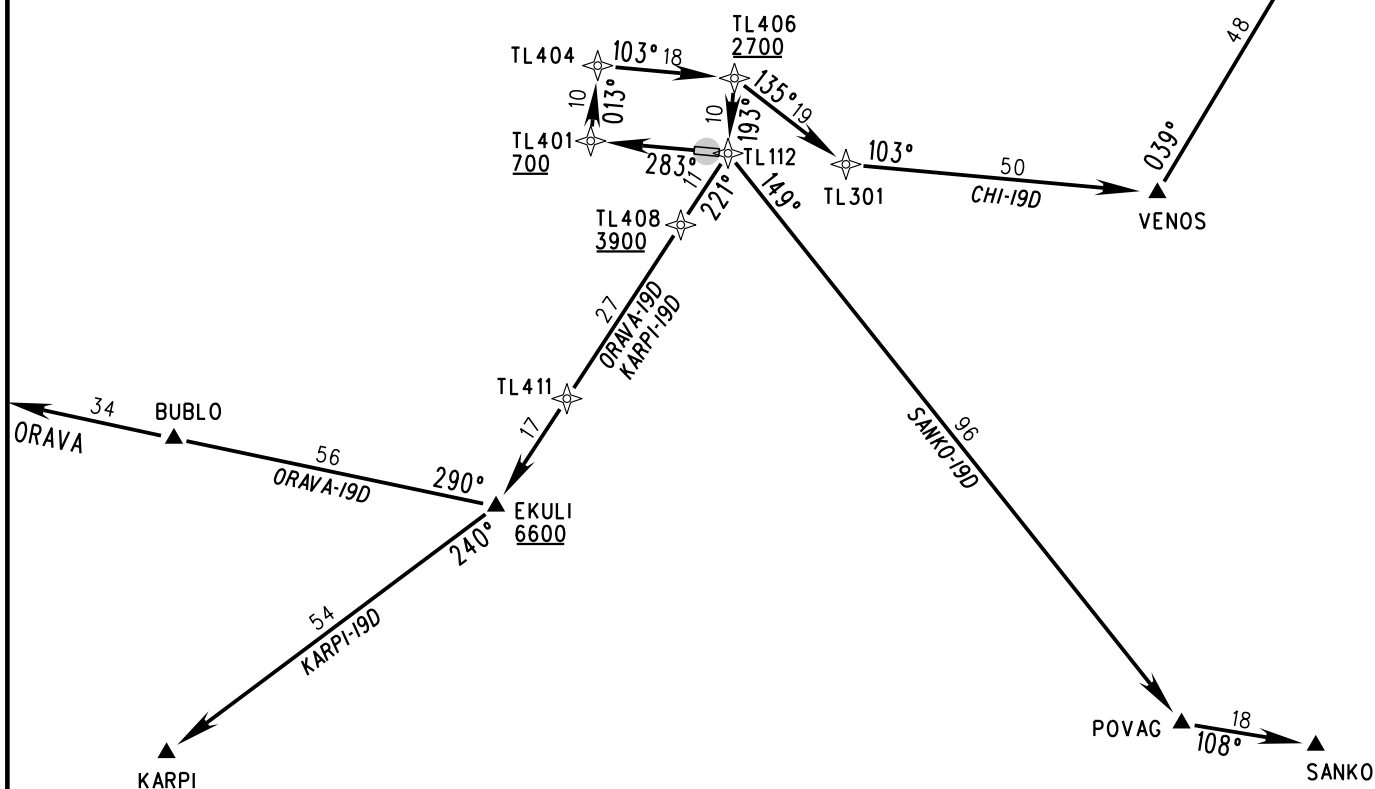 TL406
2700
48
TL404
103° 18
135° 19
10
013°
10
193°
039°
TL401
700
283°
TL112
103°
50
CHI-19D
TL301
VENOS
11
221°
149°
TL408
3900
27
ORAVA-19D
KARPI-19D
TL411
17
34
BUBLO
ORAVA
56
ORAVA-19D
290°
EKULI
6600
240°
96
SANKO-19D
54
KARPI-19D
POVAG
18
108°
SANKO
KARPI